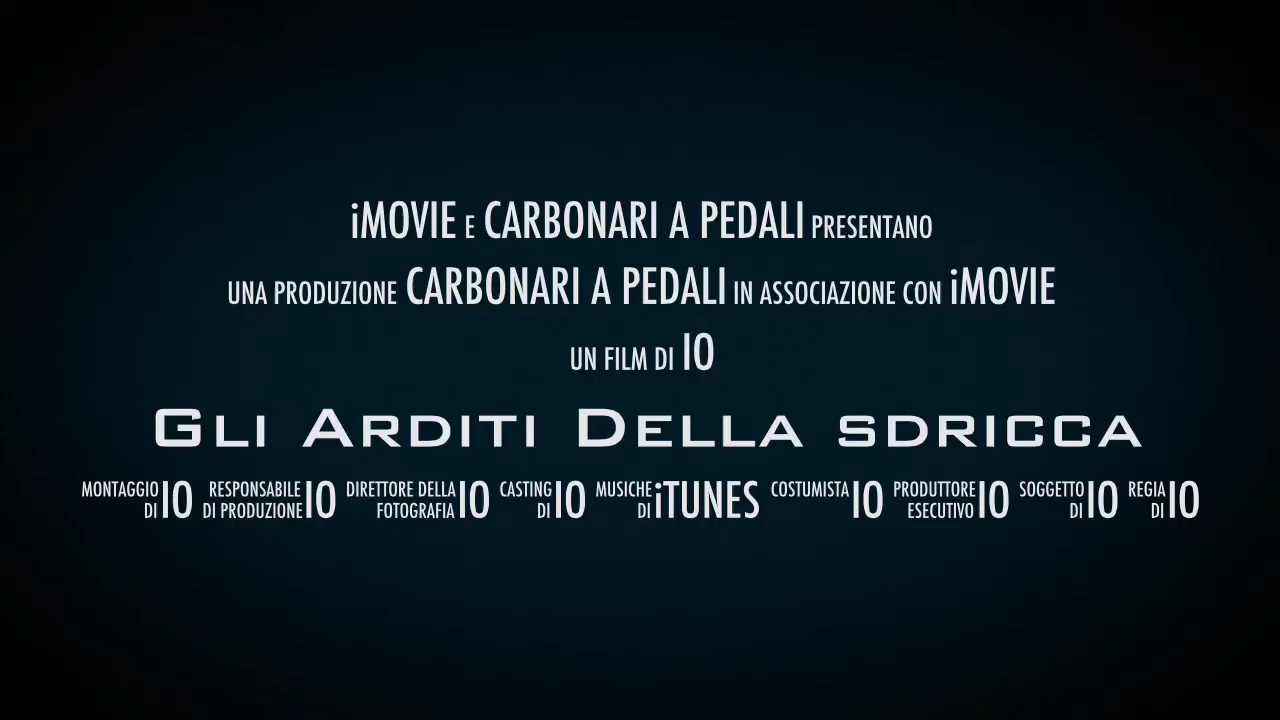 iMOVIE E CARBONARI A PEDALI PRESENTANO
UNA PRODUZIONE CARBONARI A PEDALI IN ASSOCIAZIONE CON iMOVIE
UN FILM DI IO
GLI ARDITI DELLA SDRICCA
MONTAGGIO DI IO RESPONSABILE DI PRODUZIONE IO DIRETTORE DELLA FOTOGRAFIA IO CASTING DI IO MUSICHE DI iTUNES COSTUMISTA IO PRODUTTORE ESECUTIVO IO SOGGETTO DI IO REGIA DI IO